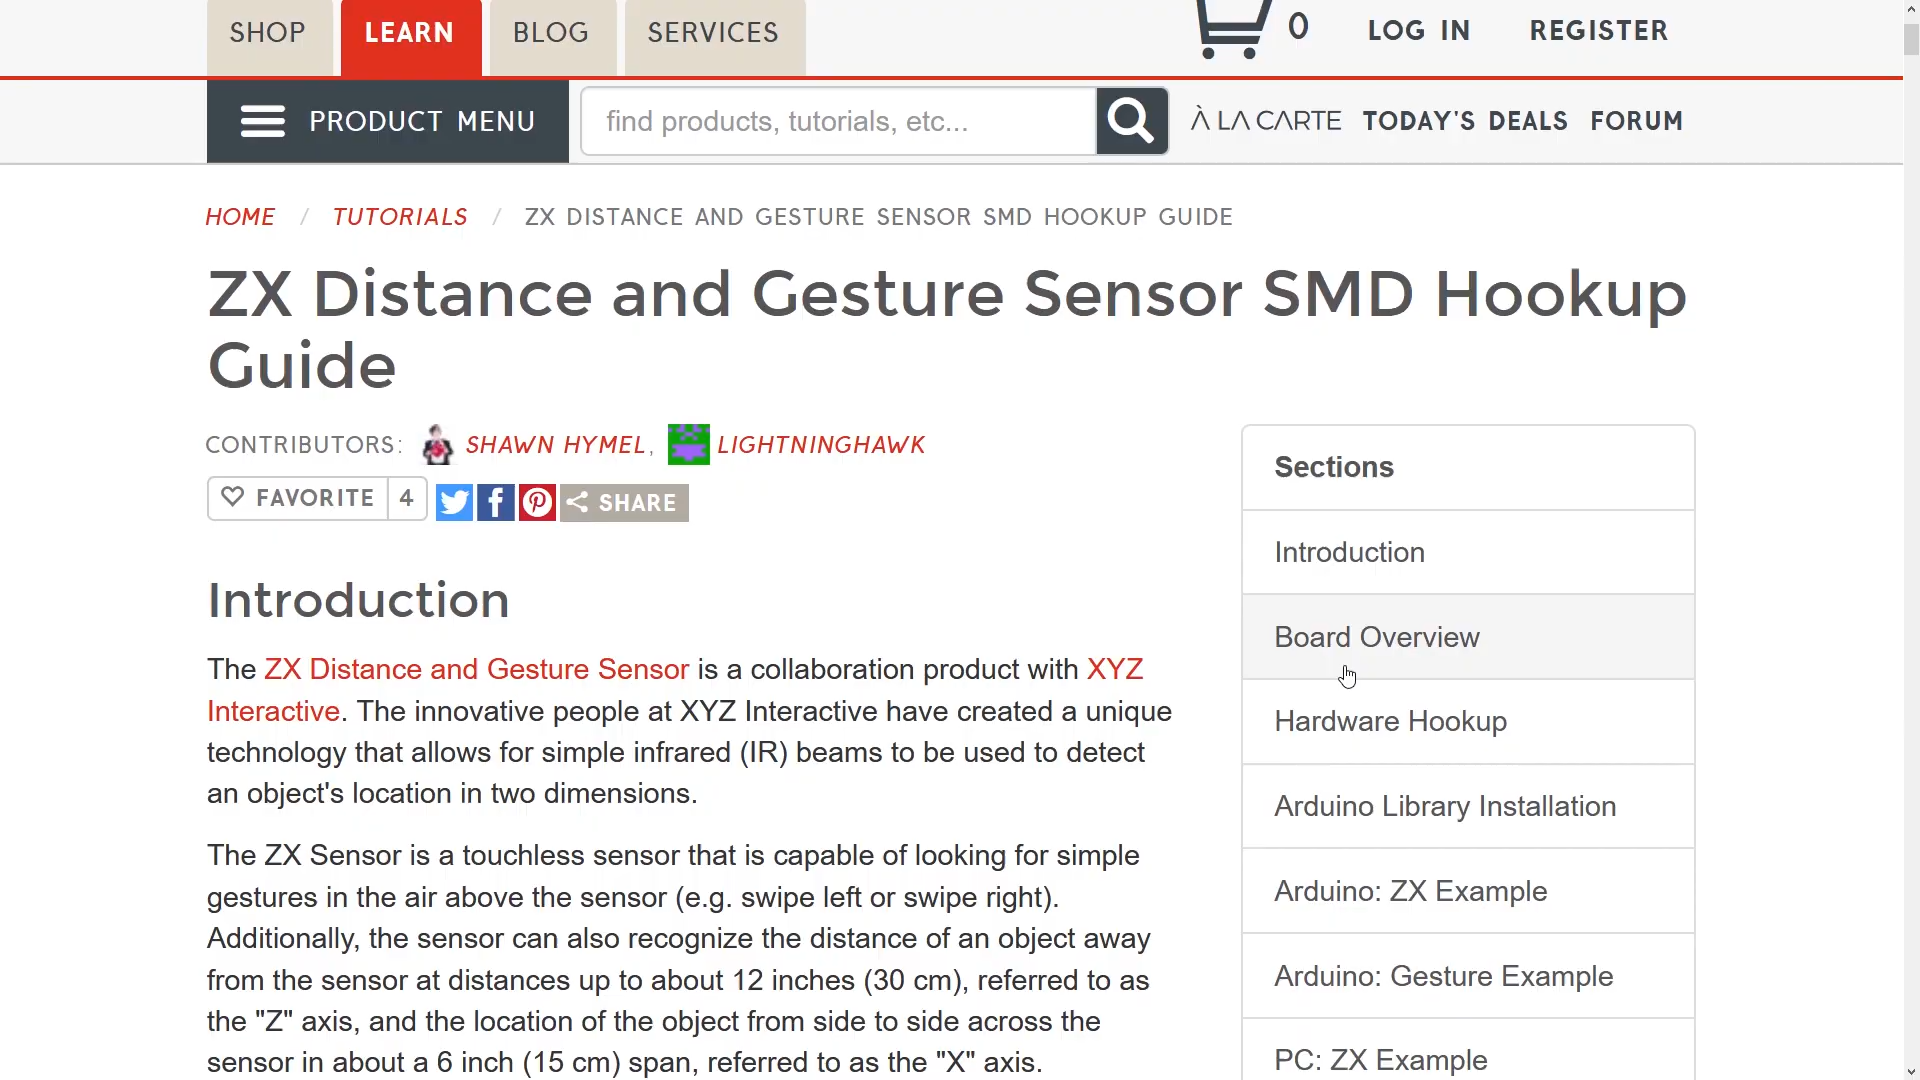 SHOP
LEARN
BLOG
SERVICES
0
LOG IN
REGISTER
PRODUCT MENU
find products, tutorials, etc...
À LA CARTE
TODAY'S DEALS
FORUM
HOME / TUTORIALS / ZX DISTANCE AND GESTURE SENSOR SMD HOOKUP GUIDE
ZX Distance and Gesture Sensor SMD Hookup
Guide
CONTRIBUTORS: SHAWN HYMEL, LIGHTNINGHAWK
FAVORITE 4
SHARE
Introduction
The ZX Distance and Gesture Sensor is a collaboration product with XYZ
Interactive. The innovative people at XYZ Interactive have created a unique
technology that allows for simple infrared (IR) beams to be used to detect
an object's location in two dimensions.
The ZX Sensor is a touchless sensor that is capable of looking for simple
gestures in the air above the sensor (e.g. swipe left or swipe right).
Additionally, the sensor can also recognize the distance of an object away
from the sensor at distances up to about 12 inches (30 cm), referred to as
the "Z" axis, and the location of the object from side to side across the
sensor in about a 6 inch (15 cm) span, referred to as the "X" axis.
Sections
Introduction
Board Overview
Hardware Hookup
Arduino Library Installation
Arduino: ZX Example
Arduino: Gesture Example
PC: ZX Example